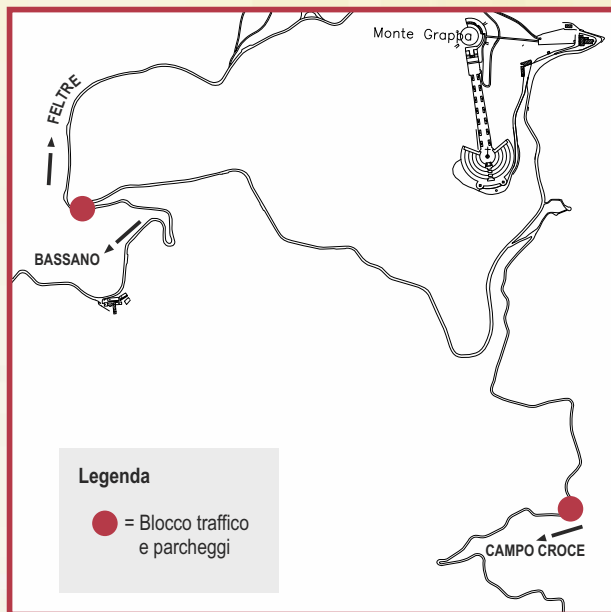 Monte Grappa
FELTRE
BASSANO
Legenda
= Blocco traffico
e parcheggi
CAMPO CROCE